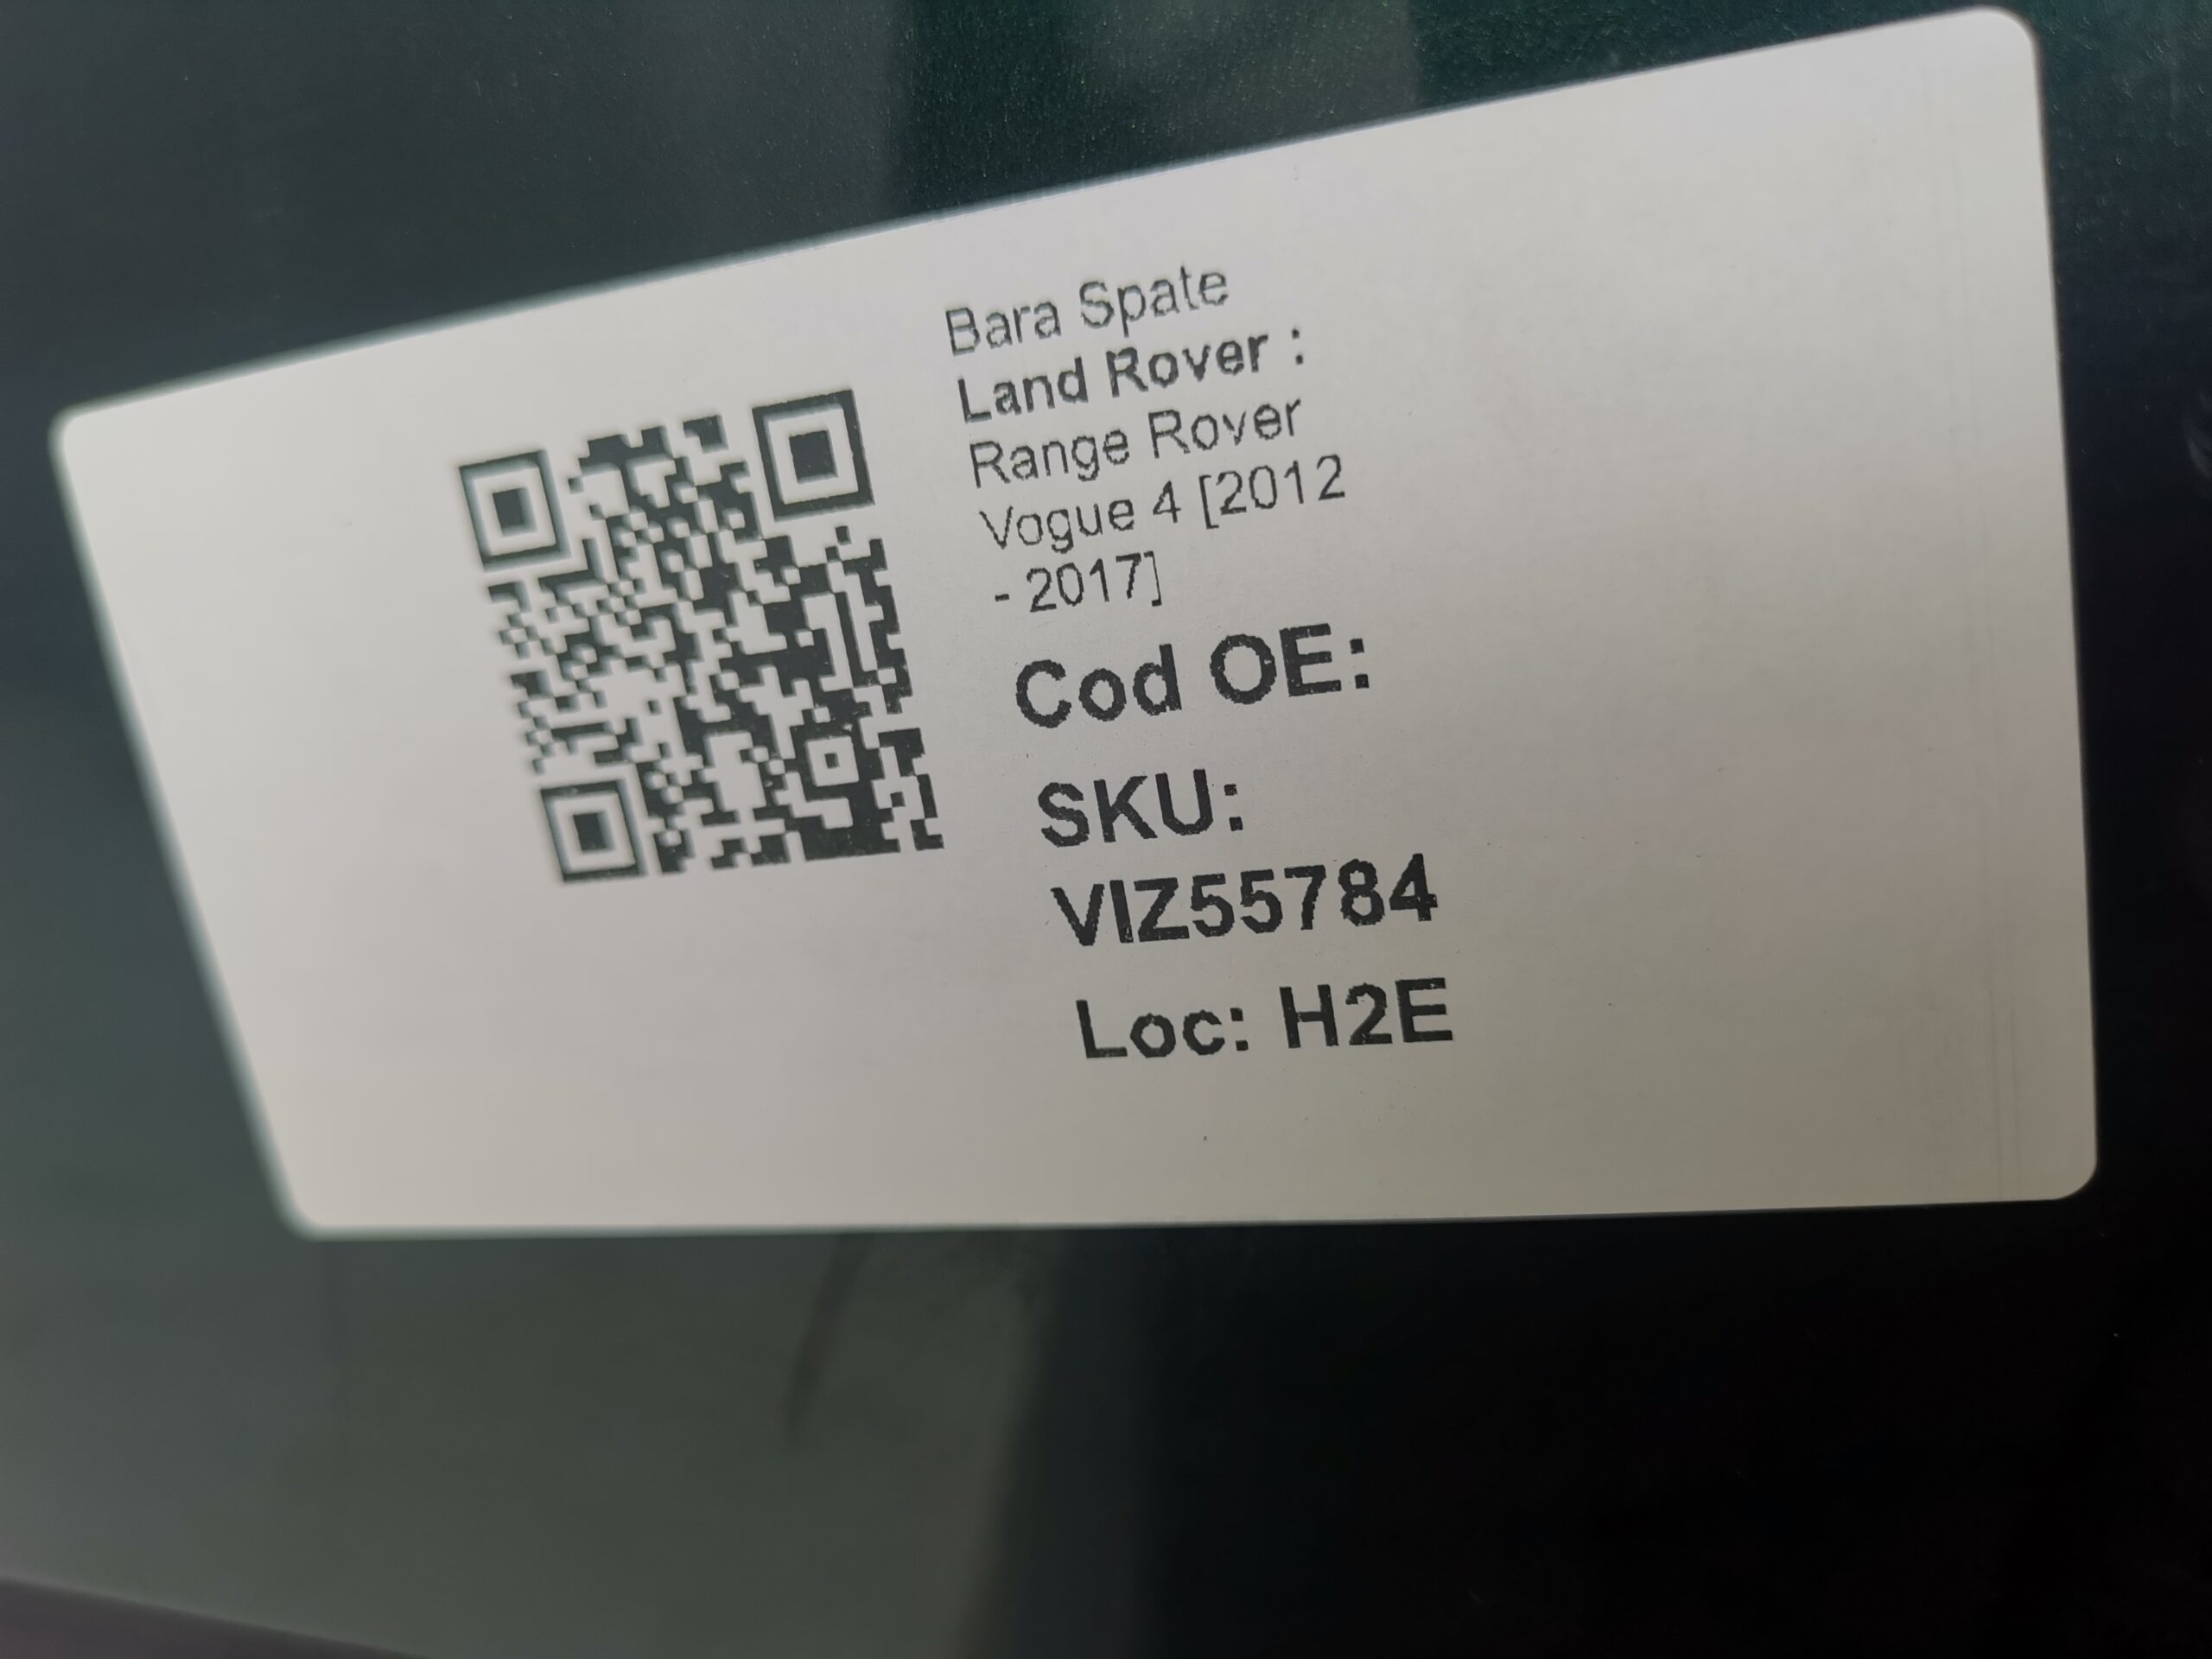 Bara Spate
Land Rover :
Range Rover
Vogue 4 [2012
- 2017]
Cod OE:
SKU:
VIZ55784
Loc: H2E